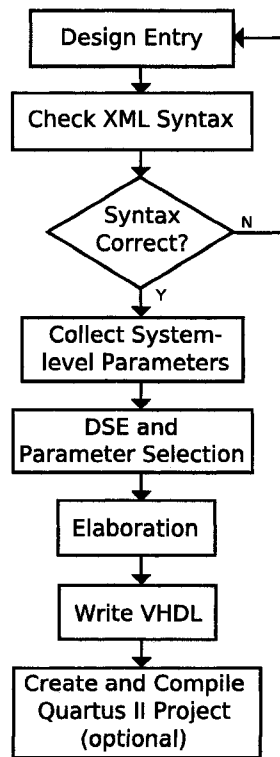 Design Entry
Check XML Syntax
Syntax
Correct?
N
Y
Collect System-
level Parameters
DSE and
Parameter Selection
Elaboration
Write VHDL
Create and Compile
Quartus II Project
(optional)